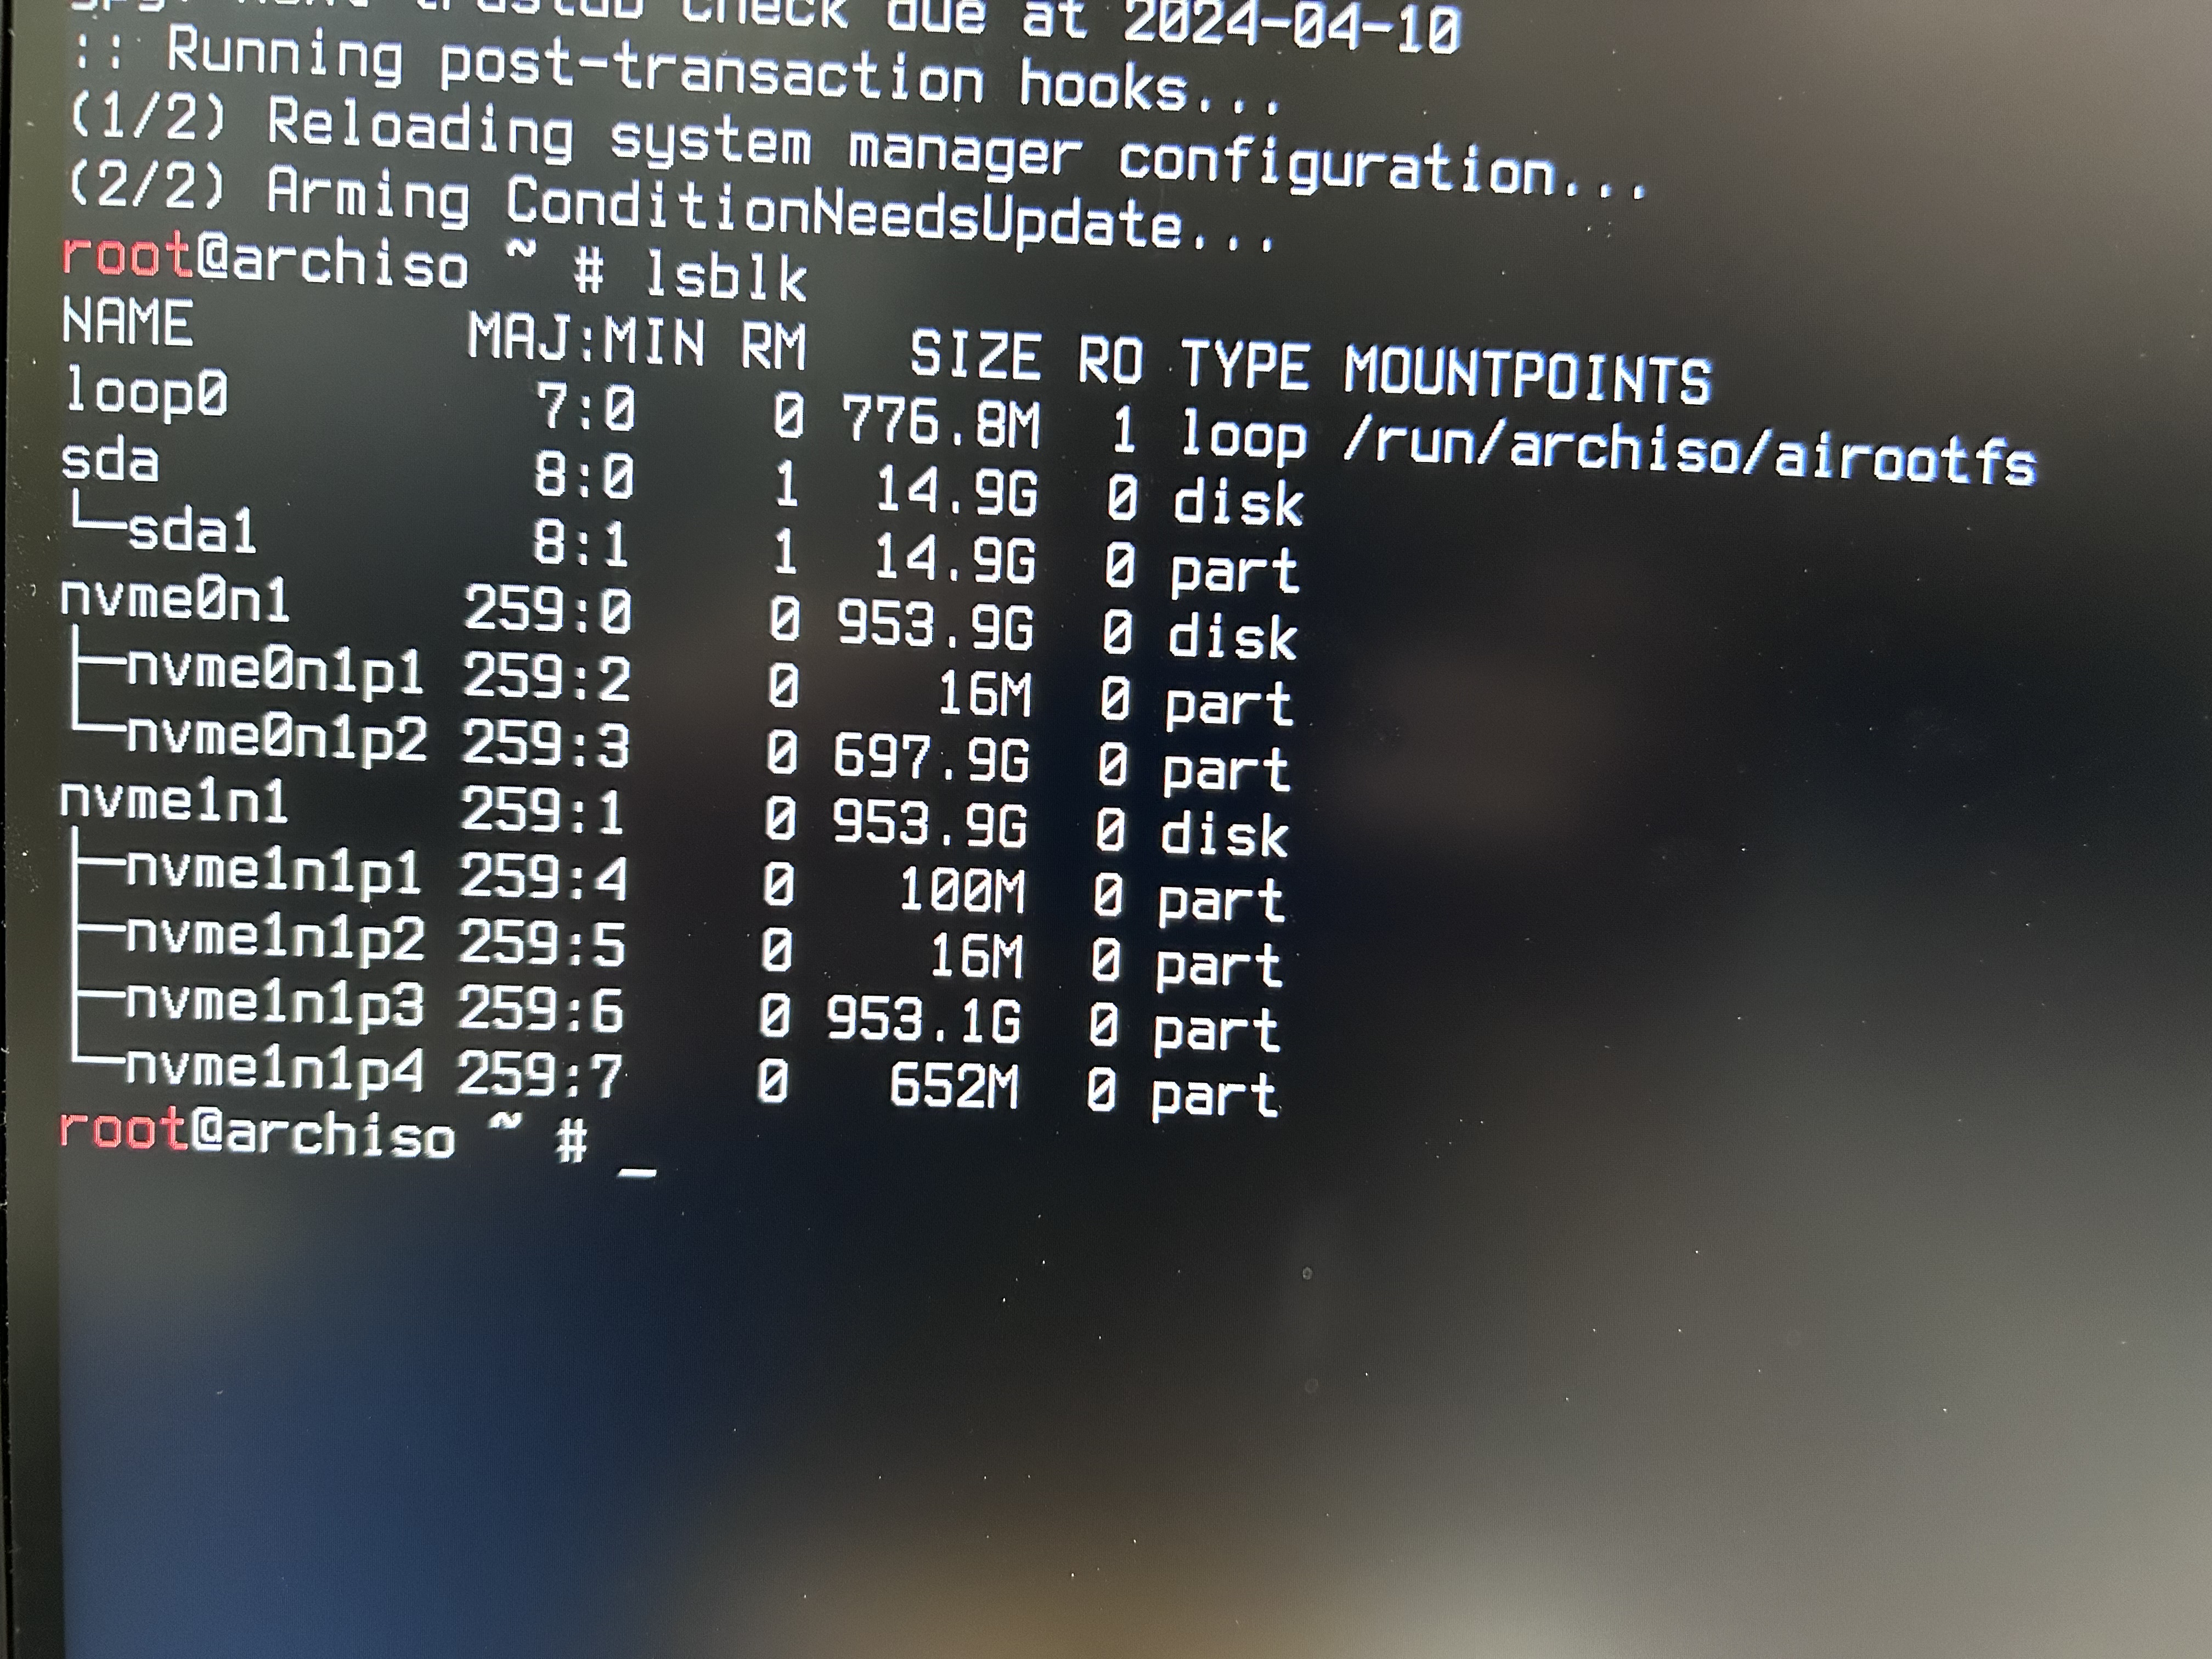 check due at 2024-04-10
:: Running post-transaction hooks...
(1/2) Reloading system manager configuration...
(2/2) Arming ConditionNeedsUpdate...
root@archiso ~ # lsblk
NAME MAJ:MIN RM SIZE RO TYPE MOUNTPOINTS
loop0 7:0 0 776.8M 1 loop /run/archiso/airootfs
sda 8:0 1 14.9G 0 disk
└─sda1 8:1 1 14.9G 0 part
nvme0n1 259:0 0 953.9G 0 disk
├─nvme0n1p1 259:2 0 16M 0 part
└─nvme0n1p2 259:3 0 697.9G 0 part
nvme1n1 259:1 0 953.9G 0 disk
├─nvme1n1p1 259:4 0 100M 0 part
├─nvme1n1p2 259:5 0 16M 0 part
├─nvme1n1p3 259:6 0 953.1G 0 part
└─nvme1n1p4 259:7 0 652M 0 part
root@archiso ~ # _